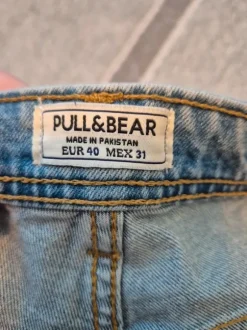 PULL&BEAR
MADE IN PAKISTAN
EUR 40 MEX 31